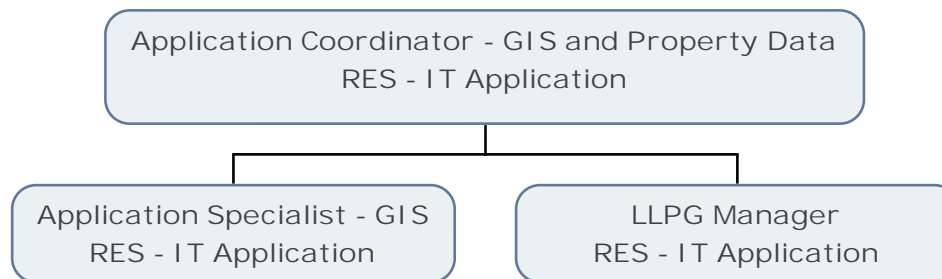 Application Coordinator - GIS and Property Data
RES - IT Application
Application Specialist - GIS
RES - IT Application
LLPG Manager
RES - IT Application